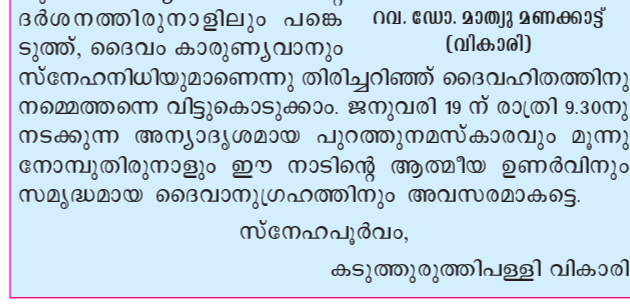 ദർശനത്തിരുനാളിലും പങ്കെ
ടുത്ത്, ദൈവം കാരുണ്യവാനും
റവ. ഡോ. മാത്യു മണക്കാട്ട്
(വികാരി)
സ്നേഹനിധിയുമാണെന്നു തിരിച്ചറിഞ്ഞ് ദൈവഹിതത്തിനു
നമ്മെത്തന്നെ വിട്ടുകൊടുക്കാം. ജനുവരി 19 ന് രാത്രി 9.30നു
നടക്കുന്ന അന്യാദൃശമായ പുറത്തുനമസ്കാരവും മൂന്നു
നോമ്പുതിരുനാളും ഈ നാടിന്റെ ആത്മീയ ഉണർവിനും
സമൃദ്ധമായ ദൈവാനുഗ്രഹത്തിനും അവസരമാകട്ടെ.
സ്നേഹപൂർവം,
കടുത്തുരുത്തിപള്ളി വികാരി